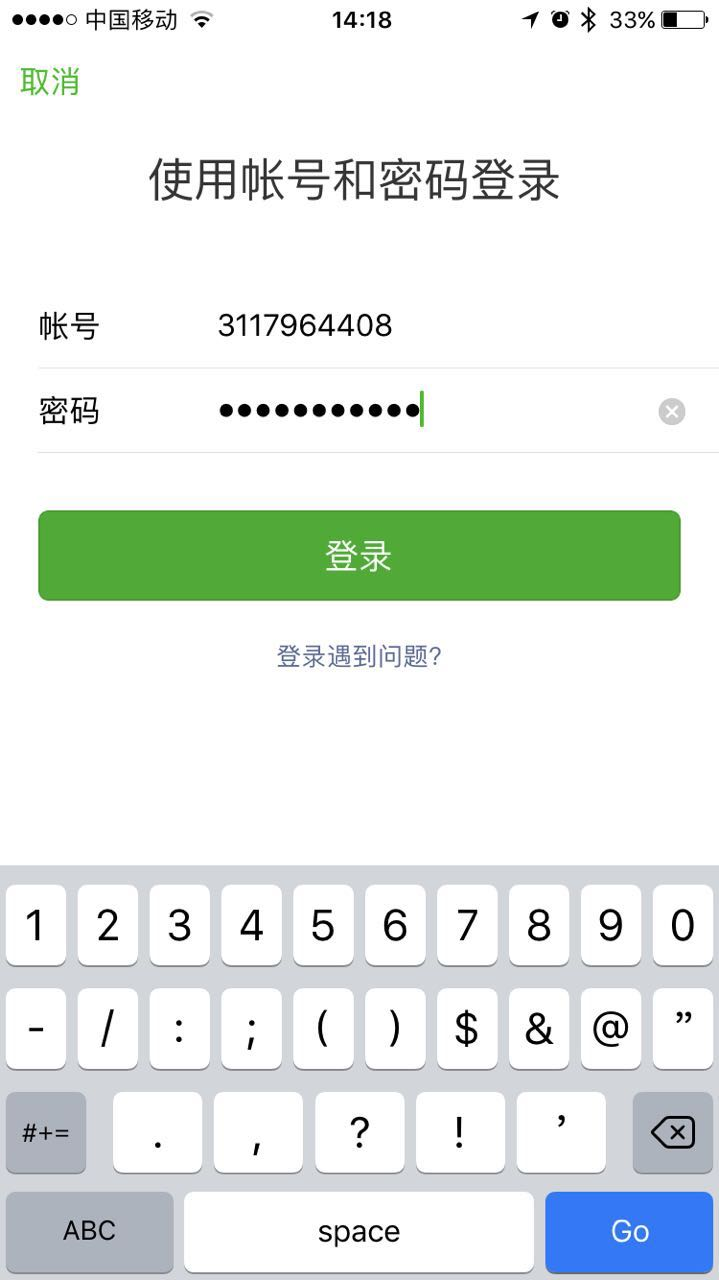 中国移动 14:18 33%
取消
使用帐号和密码登录
帐号 3117964408
密码 •••••••••••
登录
登录遇到问题?
1 2 3 4 5 6 7 8 9 0
- / : ; ( ) $ & @ ”
#+= . , ? ! ’
ABC space Go